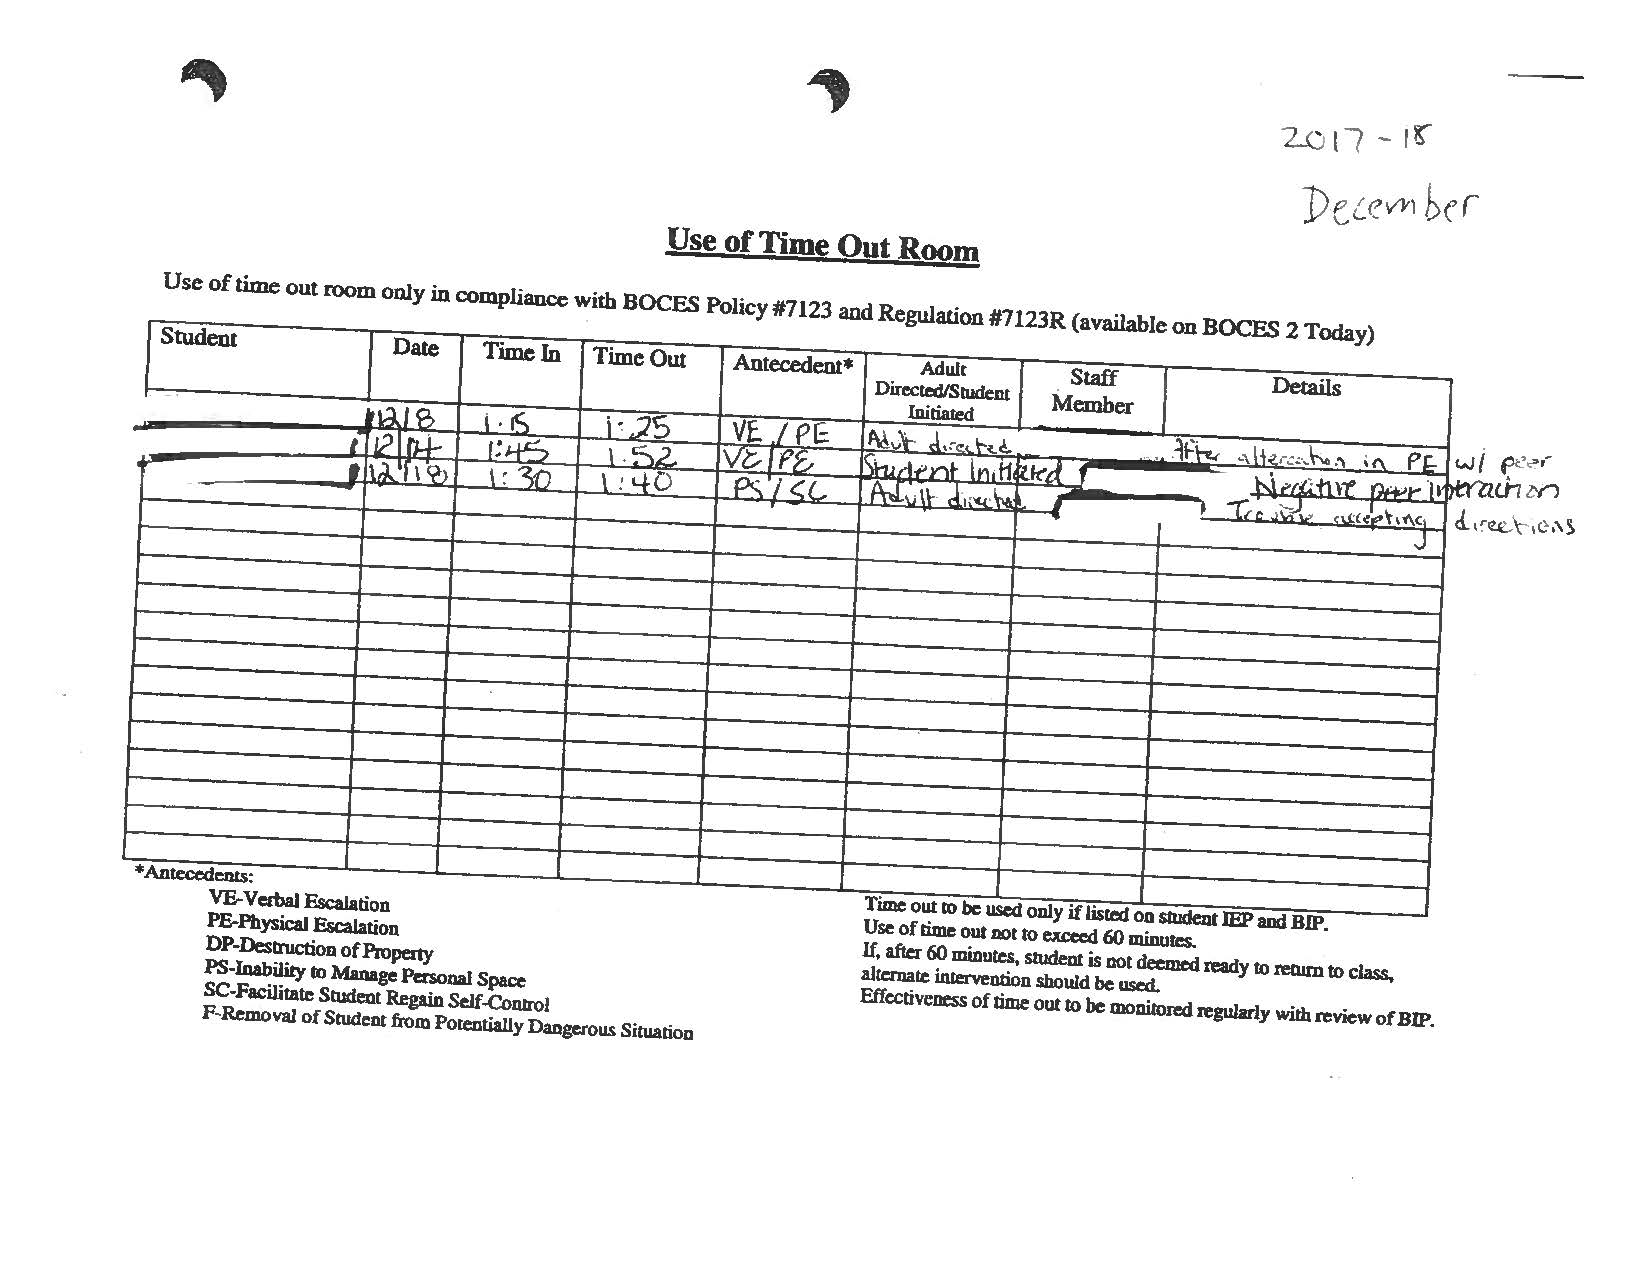 2017-18
December
Use of Time Out Room
Use of time out room only in compliance with BOCES Policy #7123 and Regulation #7123R (available on BOCES 2 Today)
Student Date Time In Time Out Antecedent* Adult Directed/Student Initiated Staff Member Details
12/8 1:15 1:25 VE / PE Adult directed After altercation in PE w/ peer
12/14 1:45 1:52 VE/PE Student Initiated Negative peer interaction
12/18 1:30 1:40 PS/SC Adult directed Trouble accepting directions
*Antecedents:
VE-Verbal Escalation
PE-Physical Escalation
DP-Destruction of Property
PS-Inability to Manage Personal Space
SC-Facilitate Student Regain Self-Control
F-Removal of Student from Potentially Dangerous Situation
Time out to be used only if listed on student IEP and BIP.
Use of time out not to exceed 60 minutes.
If, after 60 minutes, student is not deemed ready to return to class,
alternate intervention should be used.
Effectiveness of time out to be monitored regularly with review of BIP.